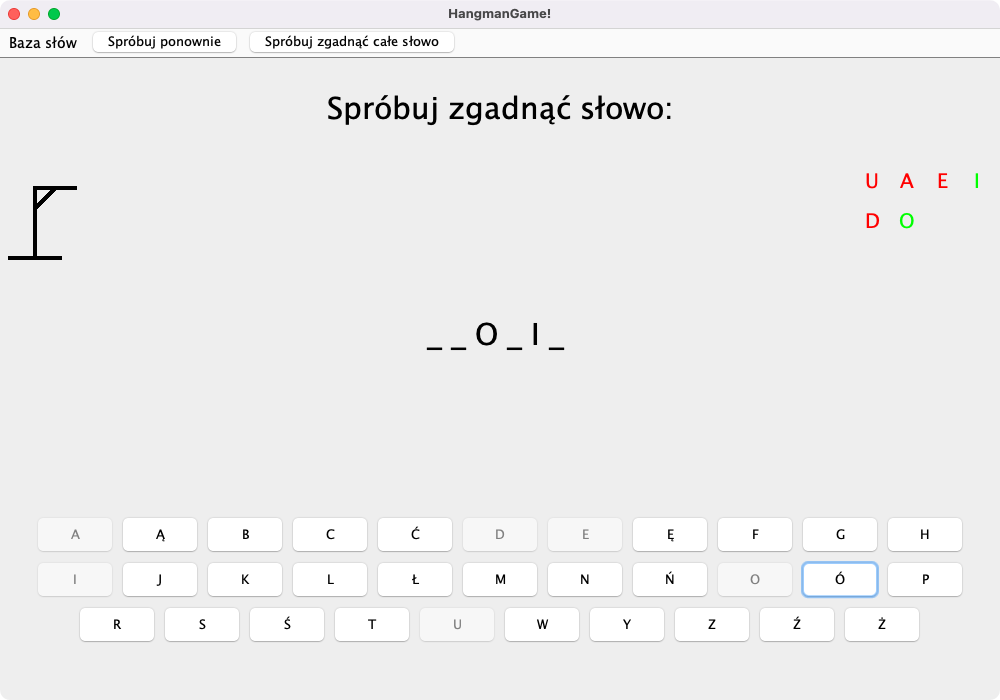 HangmanGame!
Baza słów Spróbuj ponownie Spróbuj zgadnąć całe słowo
Spróbuj zgadnąć słowo:
U A E I
D O
_ _ O _ I _
A Ą B C Ć D E Ę F G H
I J K L Ł M N Ń O Ó P
R S Ś T U W Y Z Ź Ż